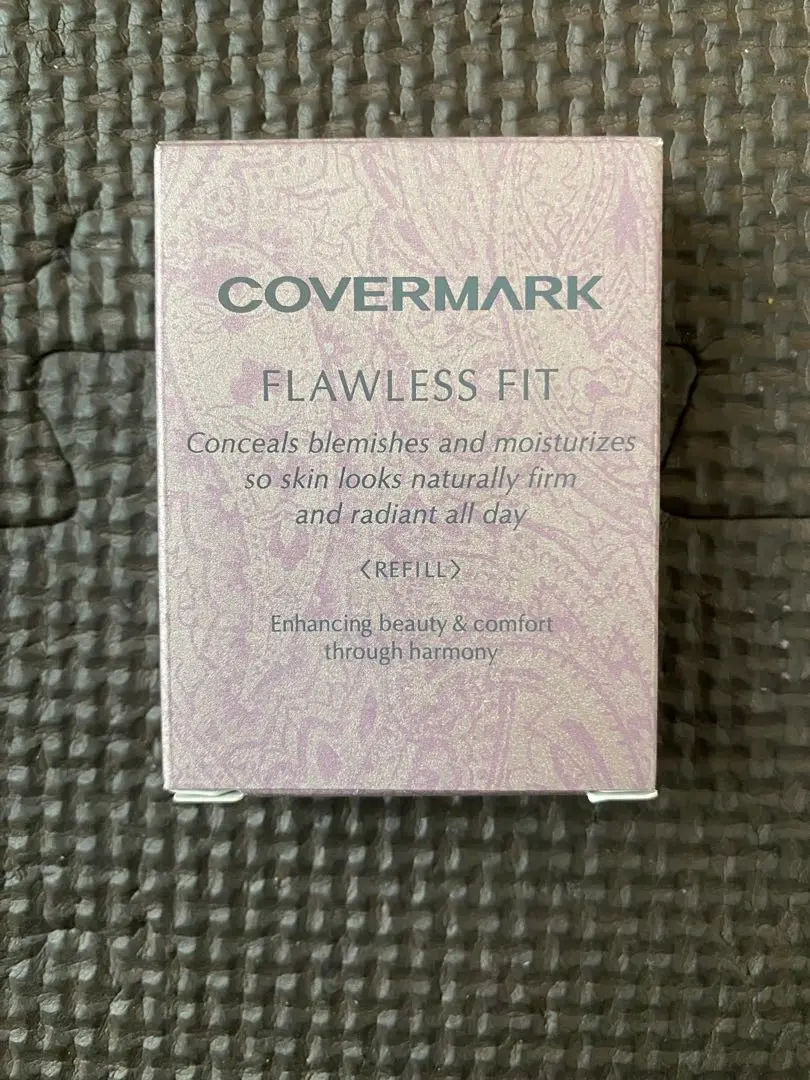 COVERMARK
FLAWLESS FIT
Conceals blemishes and moisturizes
so skin looks naturally firm
and radiant all day
〈REFILL〉
Enhancing beauty & comfort
through harmony